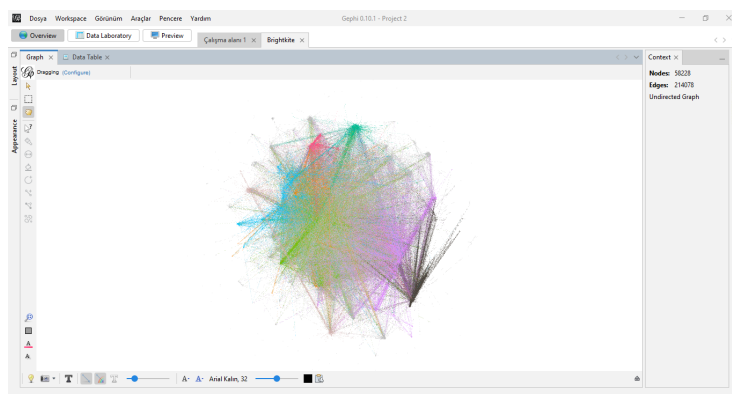 Dosya Workspace Görünüm Araçlar Pencere Yardım
Gephi 0.10.1 - Project 2
Overview Data Laboratory Preview
Çalışma alanı 1 × Brightkite ×
Graph × Data Table ×
Context ×
Dragging (Configure)
Nodes: 58228
Edges: 214078
Undirected Graph
Layout
Appearance
T T A- A- Arial Kalın, 32